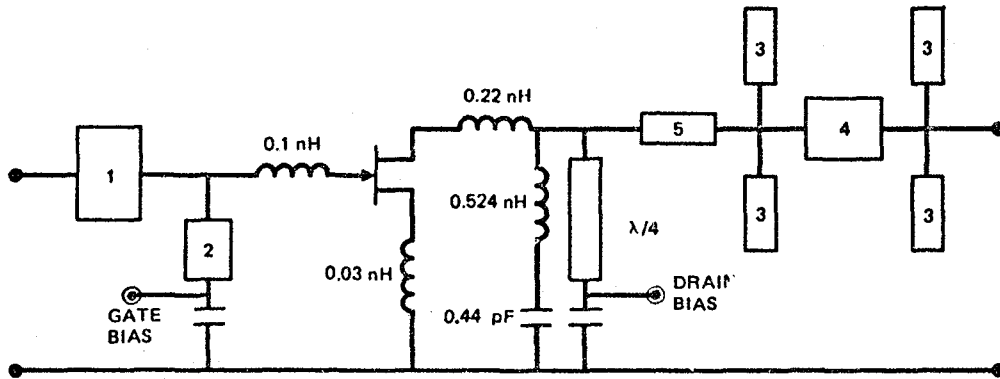 3
3
0.22 nH
5
4
0.1 nH
1
0.524 nH
3
3
2
λ/4
0,03 nH
DRAIN
BIAS
GATE
BIAS
0.44 pF